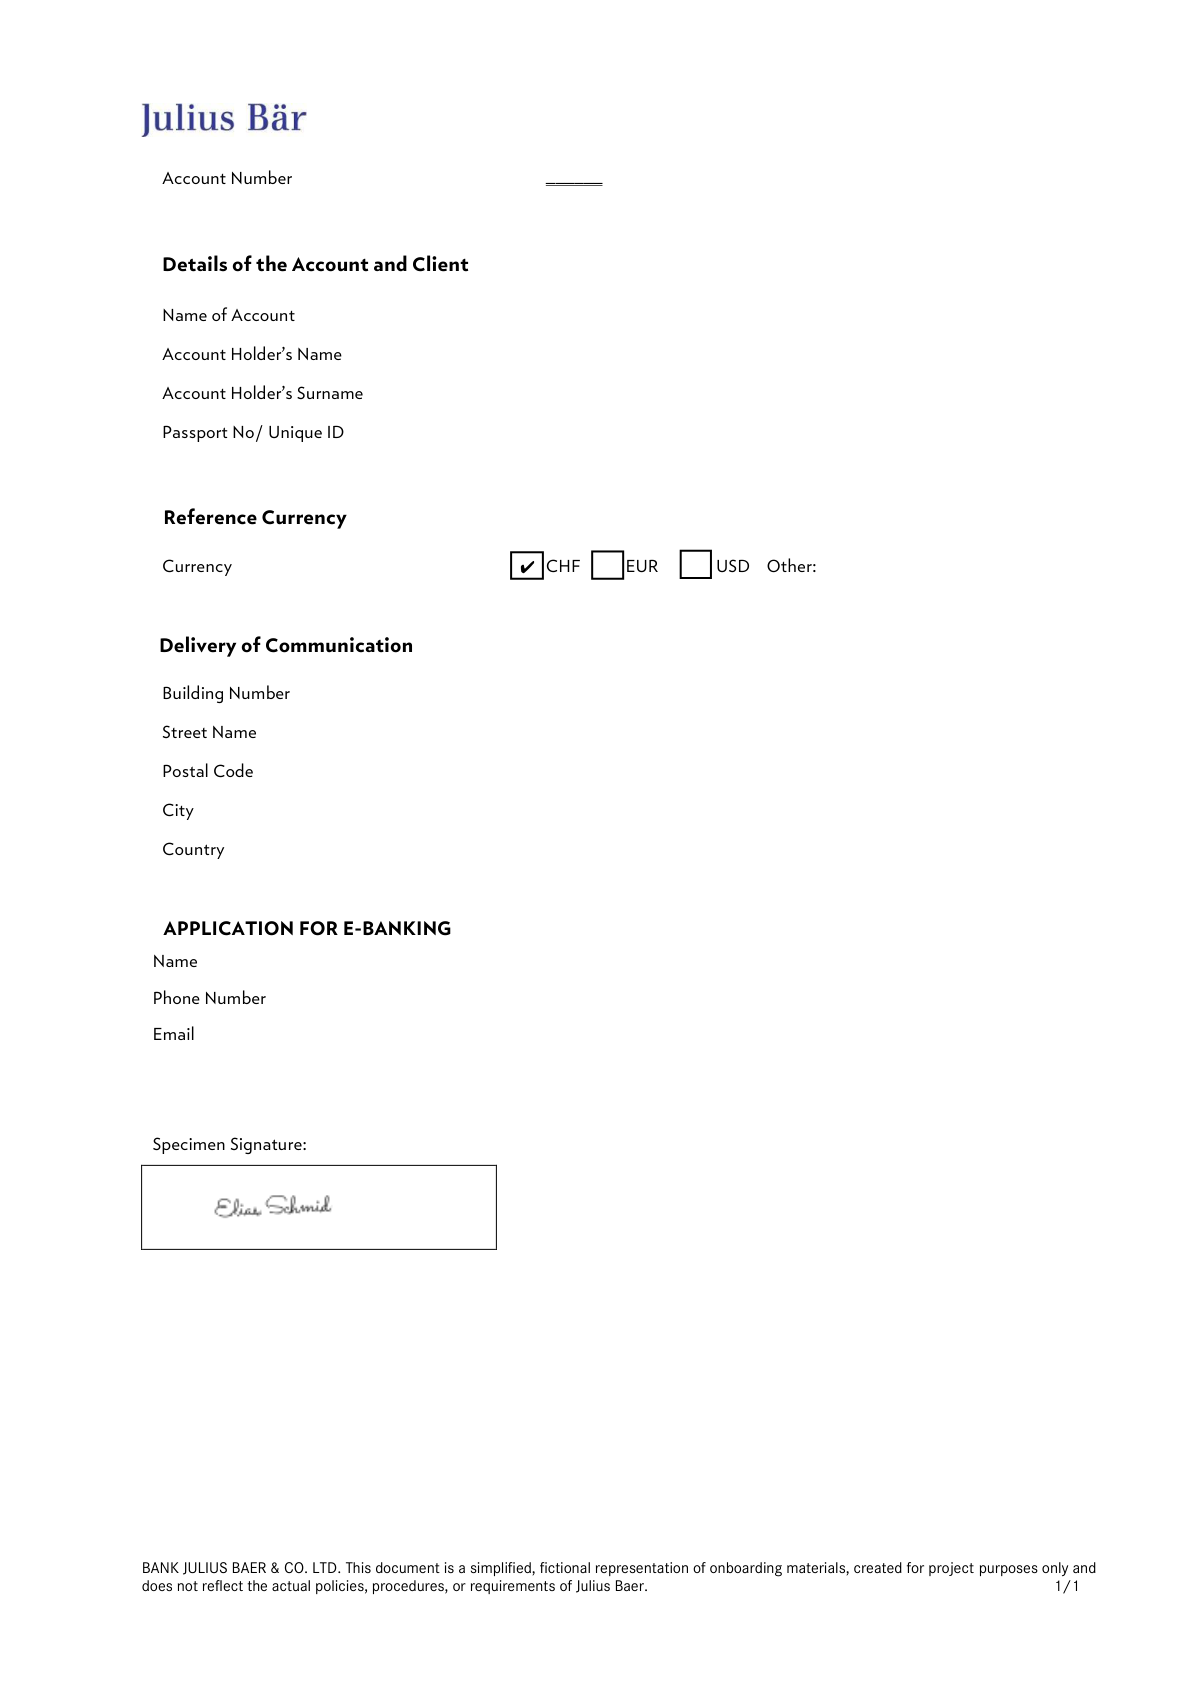 Julius Bär
Account Number ______
Details of the Account and Client
Name of Account
Account Holder’s Name
Account Holder’s Surname
Passport No/ Unique ID
Reference Currency
Currency ✔ CHF EUR USD Other:
Delivery of Communication
Building Number
Street Name
Postal Code
City
Country
APPLICATION FOR E-BANKING
Name
Phone Number
Email
Specimen Signature:
Elias Schmid
BANK JULIUS BAER & CO. LTD. This document is a simplified, fictional representation of onboarding materials, created for project purposes only and
does not reflect the actual policies, procedures, or requirements of Julius Baer. 1/1